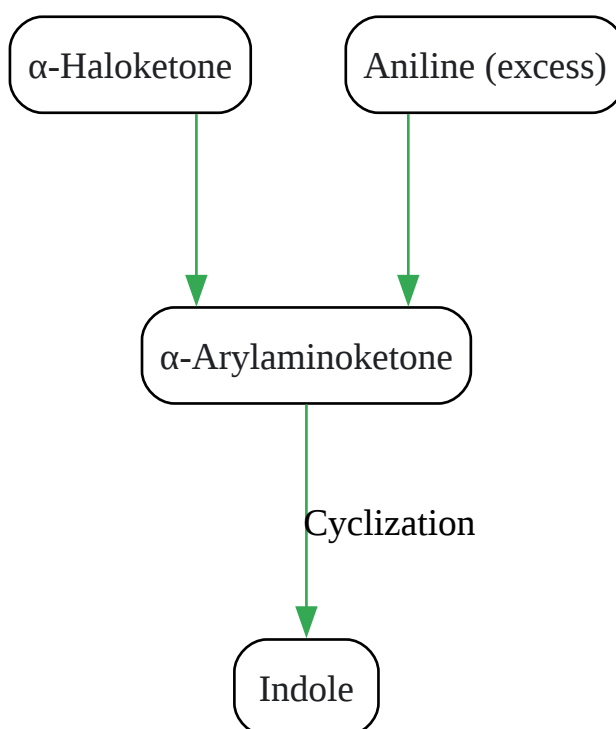 α-Haloketone
Aniline (excess)
α-Arylaminoketone
Cyclization
Indole